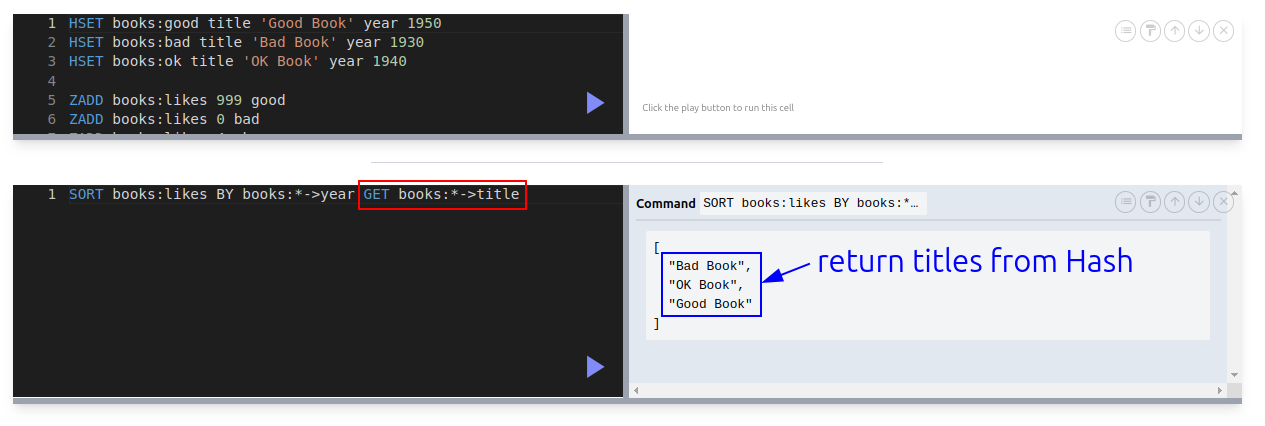 1 HSET books:good title 'Good Book' year 1950
2 HSET books:bad title 'Bad Book' year 1930
3 HSET books:ok title 'OK Book' year 1940
4
5 ZADD books:likes 999 good
6 ZADD books:likes 0 bad
Click the play button to run this cell
1 SORT books:likes BY books:*->year GET books:*->title
Command SORT books:likes BY books:*…
[
"Bad Book",
"OK Book",
"Good Book"
]
return titles from Hash